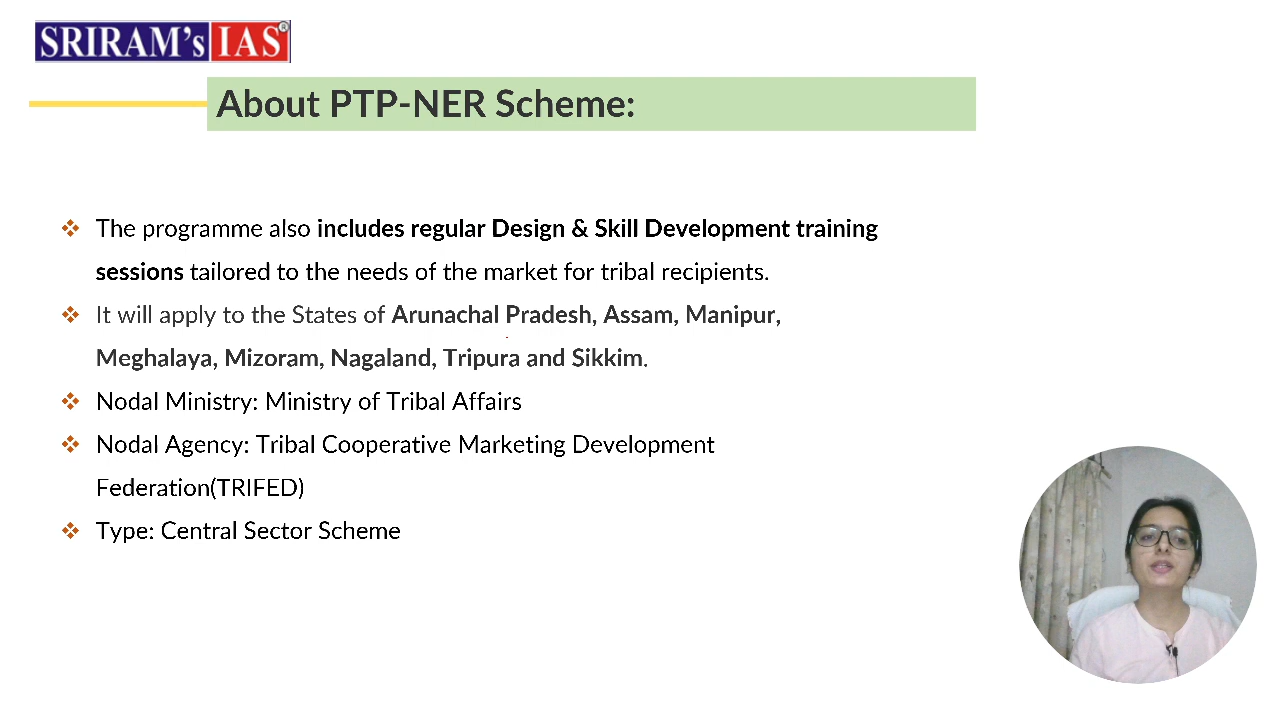 SRIRAM's IAS®
About PTP-NER Scheme:
❖ The programme also includes regular Design & Skill Development training
sessions tailored to the needs of the market for tribal recipients.
❖ It will apply to the States of Arunachal Pradesh, Assam, Manipur,
Meghalaya, Mizoram, Nagaland, Tripura and Sikkim.
❖ Nodal Ministry: Ministry of Tribal Affairs
❖ Nodal Agency: Tribal Cooperative Marketing Development
Federation(TRIFED)
❖ Type: Central Sector Scheme